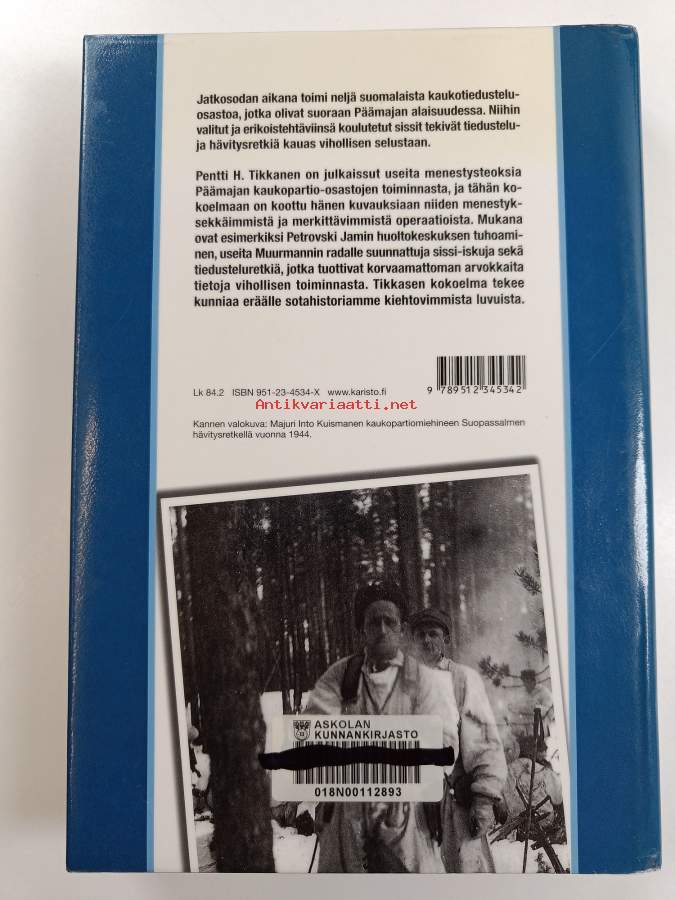 Jatkosodan aikana toimi neljä suomalaista kaukotiedustelu-
osastoa, jotka olivat suoraan Päämajan alaisuudessa. Niihin
valitut ja erikoistehtäviinsä koulutetut sissit tekivät tiedustelu-
ja hävitysretkiä kauas vihollisen selustaan.
Pentti H. Tikkanen on julkaissut useita menestysteoksia
Päämajan kaukopartio-osastojen toiminnasta, ja tähän ko-
koelmaan on koottu hänen kuvauksiaan niiden menestyk-
sekkäimmistä ja merkittävimmistä operaatioista. Mukana
ovat esimerkiksi Petrovski Jamin huoltokeskuksen tuhoami-
nen, useita Muurmannin radalle suunnattuja sissi-iskuja sekä
tiedusteluretkiä, jotka tuottivat korvaamattoman arvokkaita
tietoja vihollisen toiminnasta. Tikkasen kokoelma tekee
kunniaa eräälle sotahistoriamme kiehtovimmista luvuista.
Lk 84.2 ISBN 951-23-4534-X www.karisto.fi
9 789512 345342
Antikvariaatti.net
Kannen valokuva: Majuri Into Kuismanen kaukopartiomiehineen Suopassalmen
hävitysretkellä vuonna 1944.
ASKOLAN
KUNNANKIRJASTO
018N00112893